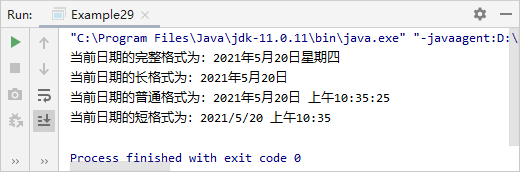 Run: Example29
"C:\Program Files\Java\jdk-11.0.11\bin\java.exe" "-javaagent:D:\
当前日期的完整格式为: 2021年5月20日星期四
当前日期的长格式为: 2021年5月20日
当前日期的普通格式为: 2021年5月20日 上午10:35:25
当前日期的短格式为: 2021/5/20 上午10:35
Process finished with exit code 0